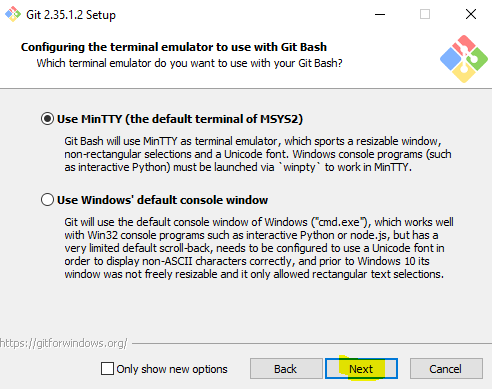 Git 2.35.1.2 Setup
Configuring the terminal emulator to use with Git Bash
Which terminal emulator do you want to use with your Git Bash?
Use MinTTY (the default terminal of MSYS2)
Git Bash will use MinTTY as terminal emulator, which sports a resizable window,
non-rectangular selections and a Unicode font. Windows console programs (such
as interactive Python) must be launched via `winpty` to work in MinTTY.
Use Windows' default console window
Git will use the default console window of Windows ("cmd.exe"), which works well
with Win32 console programs such as interactive Python or node.js, but has a
very limited default scroll-back, needs to be configured to use a Unicode font in
order to display non-ASCII characters correctly, and prior to Windows 10 its
window was not freely resizable and it only allowed rectangular text selections.
https://gitforwindows.org/
Only show new options
Back
Next
Cancel